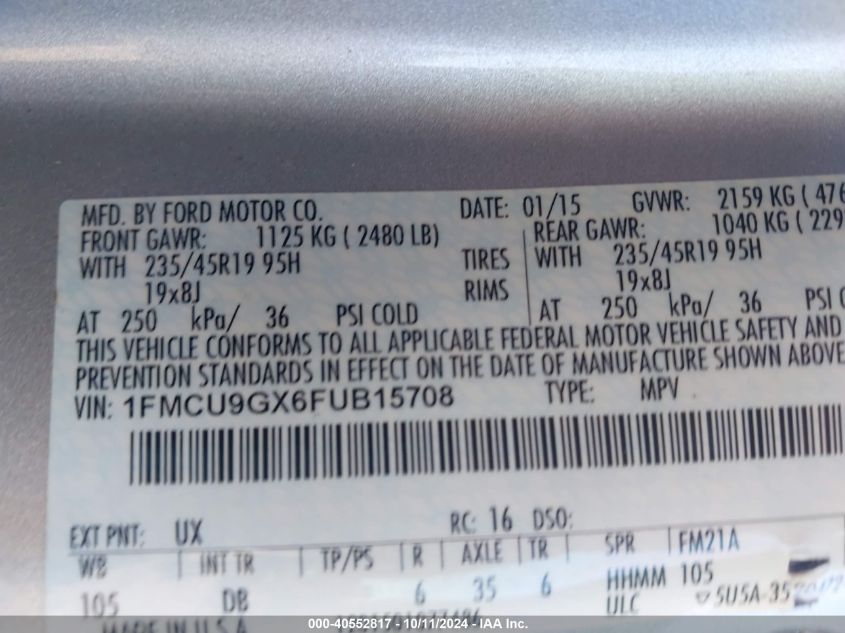 MFD. BY FORD MOTOR CO. DATE: 01/15 GVWR: 2159 KG ( 476
FRONT GAWR: 1125 KG ( 2480 LB) REAR GAWR: 1040 KG ( 229
WITH 235/45R19 95H TIRES WITH 235/45R19 95H
19x8J RIMS 19x8J
AT 250 kPa/ 36 PSI COLD AT 250 kPa/ 36 PSI C
THIS VEHICLE CONFORMS TO ALL APPLICABLE FEDERAL MOTOR VEHICLE SAFETY AND
PREVENTION STANDARDS IN EFFECT ON THE DATE OF MANUFACTURE SHOWN ABOVE
VIN: 1FMCU9GX6FUB15708 TYPE: MPV
EXT PNT: UX RC: 16 DSO:
WB INT TR TP/PS R AXLE TR SPR FM21A
105 DB 6 35 6 HHMM 105
ULC
MADE IN U.S.A.
000-40552817 - 10/11/2024 - IAA Inc.